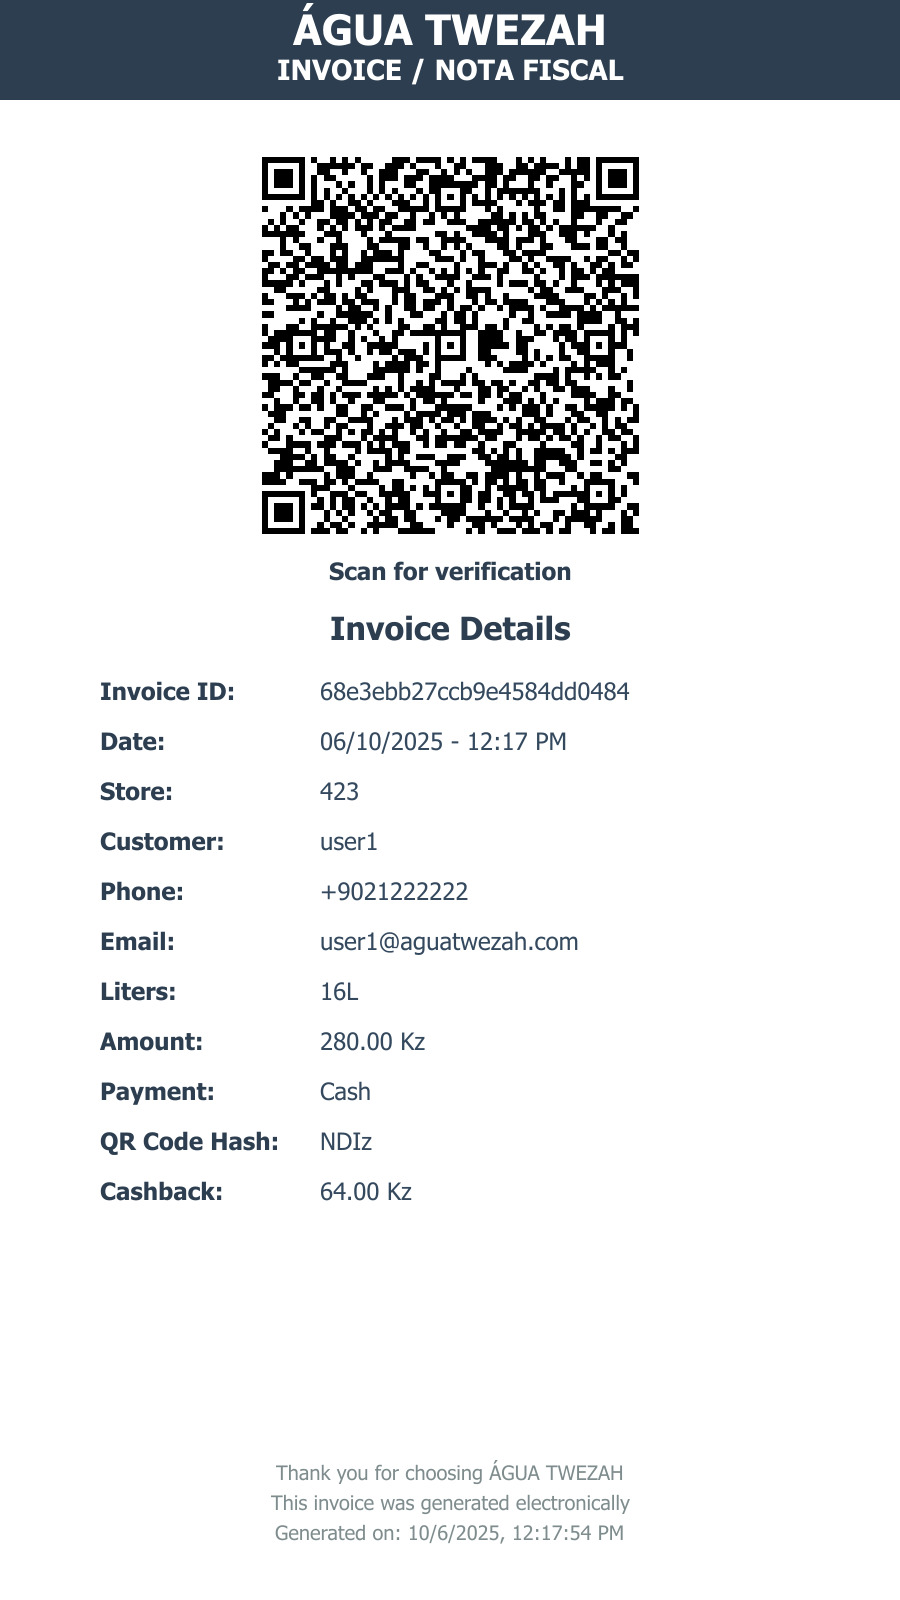 ÁGUA TWEZAH
INVOICE / NOTA FISCAL
Scan for verification
Invoice Details
Invoice ID: 68e3ebb27ccb9e4584dd0484
Date: 06/10/2025 - 12:17 PM
Store: 423
Customer: user1
Phone: +9021222222
Email: user1@aguatwezah.com
Liters: 16L
Amount: 280.00 Kz
Payment: Cash
QR Code Hash: NDIz
Cashback: 64.00 Kz
Thank you for choosing ÁGUA TWEZAH
This invoice was generated electronically
Generated on: 10/6/2025, 12:17:54 PM